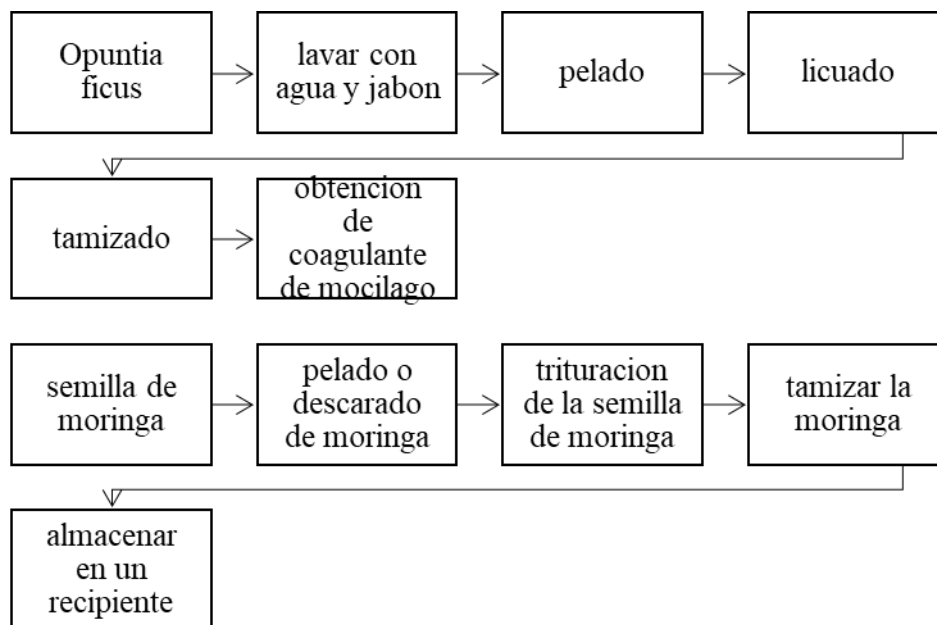 Opuntia
ficus
lavar con
agua y jabon
pelado
licuado
tamizado
obtencion
de
coagulante
de mocilago
semilla de
moringa
pelado o
descarado
de moringa
trituracion
de la semilla
de moringa
tamizar la
moringa
almacenar
en un
recipiente